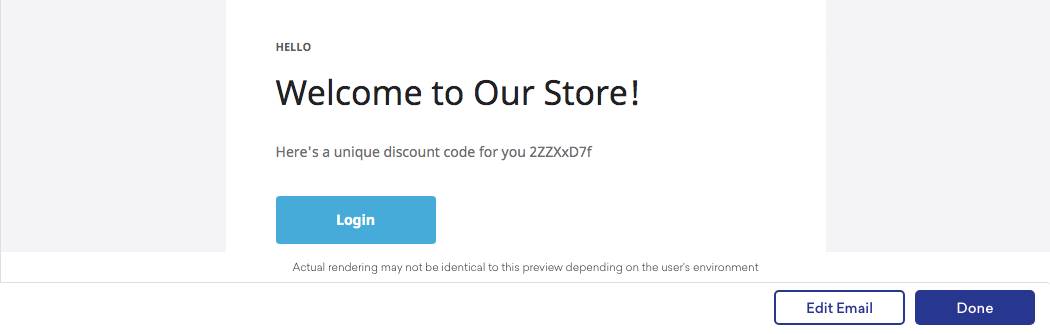 HELLO
Welcome to Our Store!
Here's a unique discount code for you 2ZZXxD7f
Login
Actual rendering may not be identical to this preview depending on the user's environment
Edit Email
Done